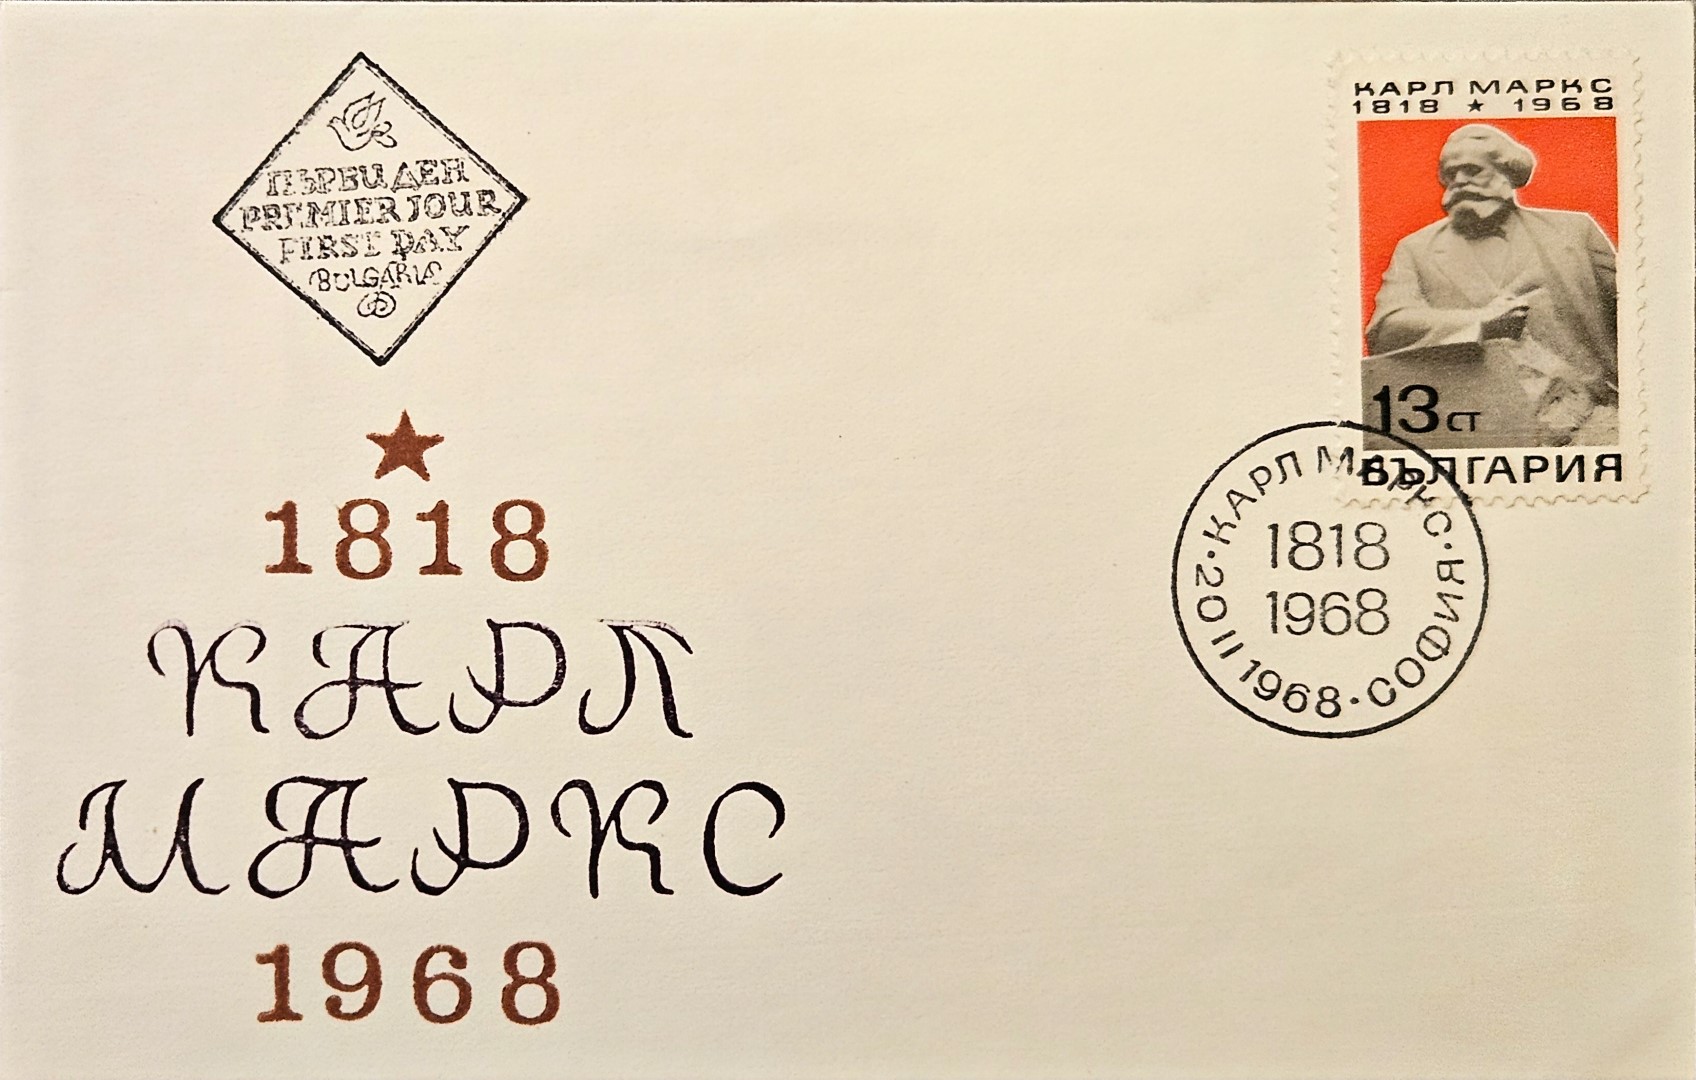 ПЪРВИ ДЕН
PREMIER JOUR
FIRST DAY
BULGARIA
1818
КАРЛ
МАРКС
1968
КАРЛ МАРКС
1818 ★ 1968
13 СТ
БЪЛГАРИЯ
·КАРЛ МАРКС·СОФИЯ·
20 II 1968
1818
1968